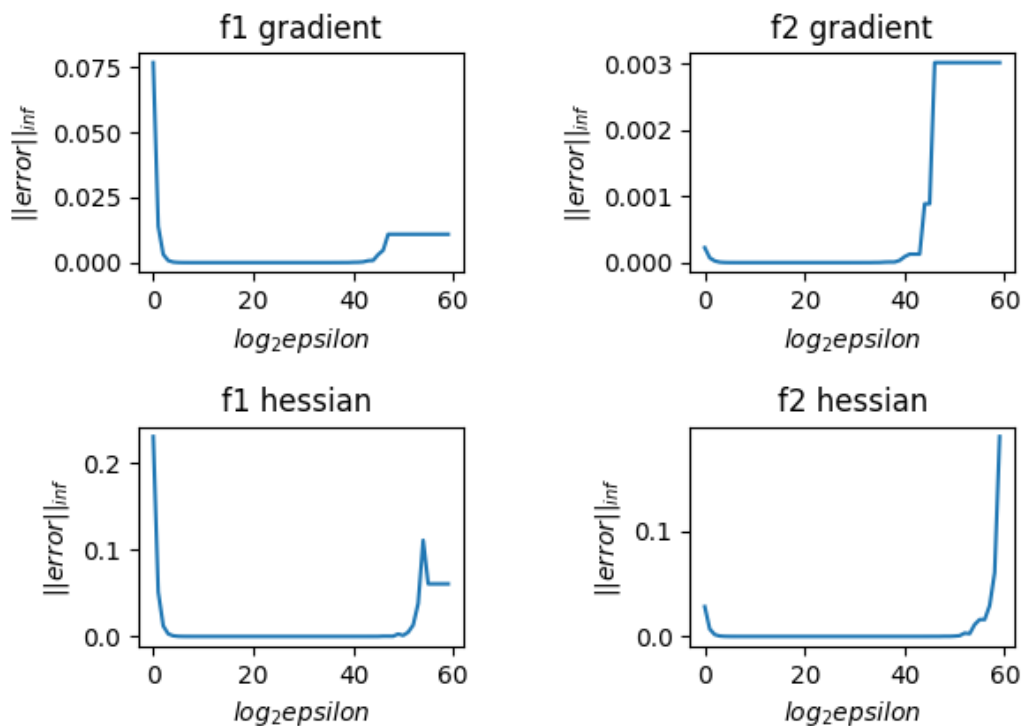 f1 gradient
0.075
0.050
0.025
0.000
||error||inf
0 20 40 60
log2epsilon
f2 gradient
0.003
0.002
0.001
0.000
||error||inf
0 20 40 60
log2epsilon
f1 hessian
0.2
0.1
0.0
||error||inf
0 20 40 60
log2epsilon
f2 hessian
0.1
0.0
||error||inf
0 20 40 60
log2epsilon